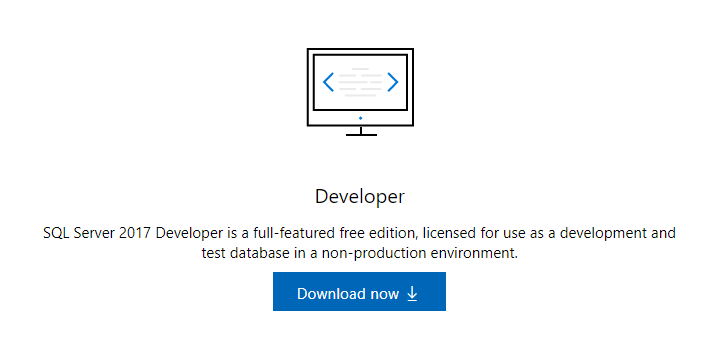 Developer
SQL Server 2017 Developer is a full-featured free edition, licensed for use as a development and
test database in a non-production environment.
Download now